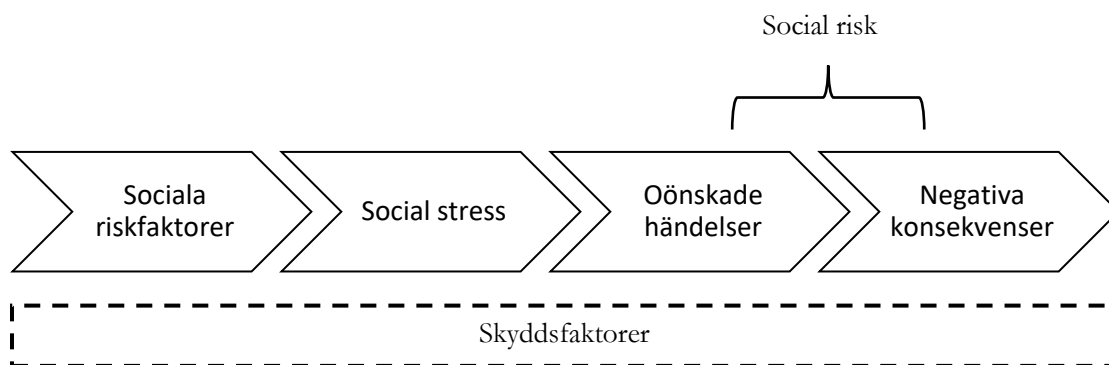 Social risk
Sociala
riskfaktorer
Social stress
Oönskade
händelser
Negativa
konsekvenser
Skyddsfaktorer